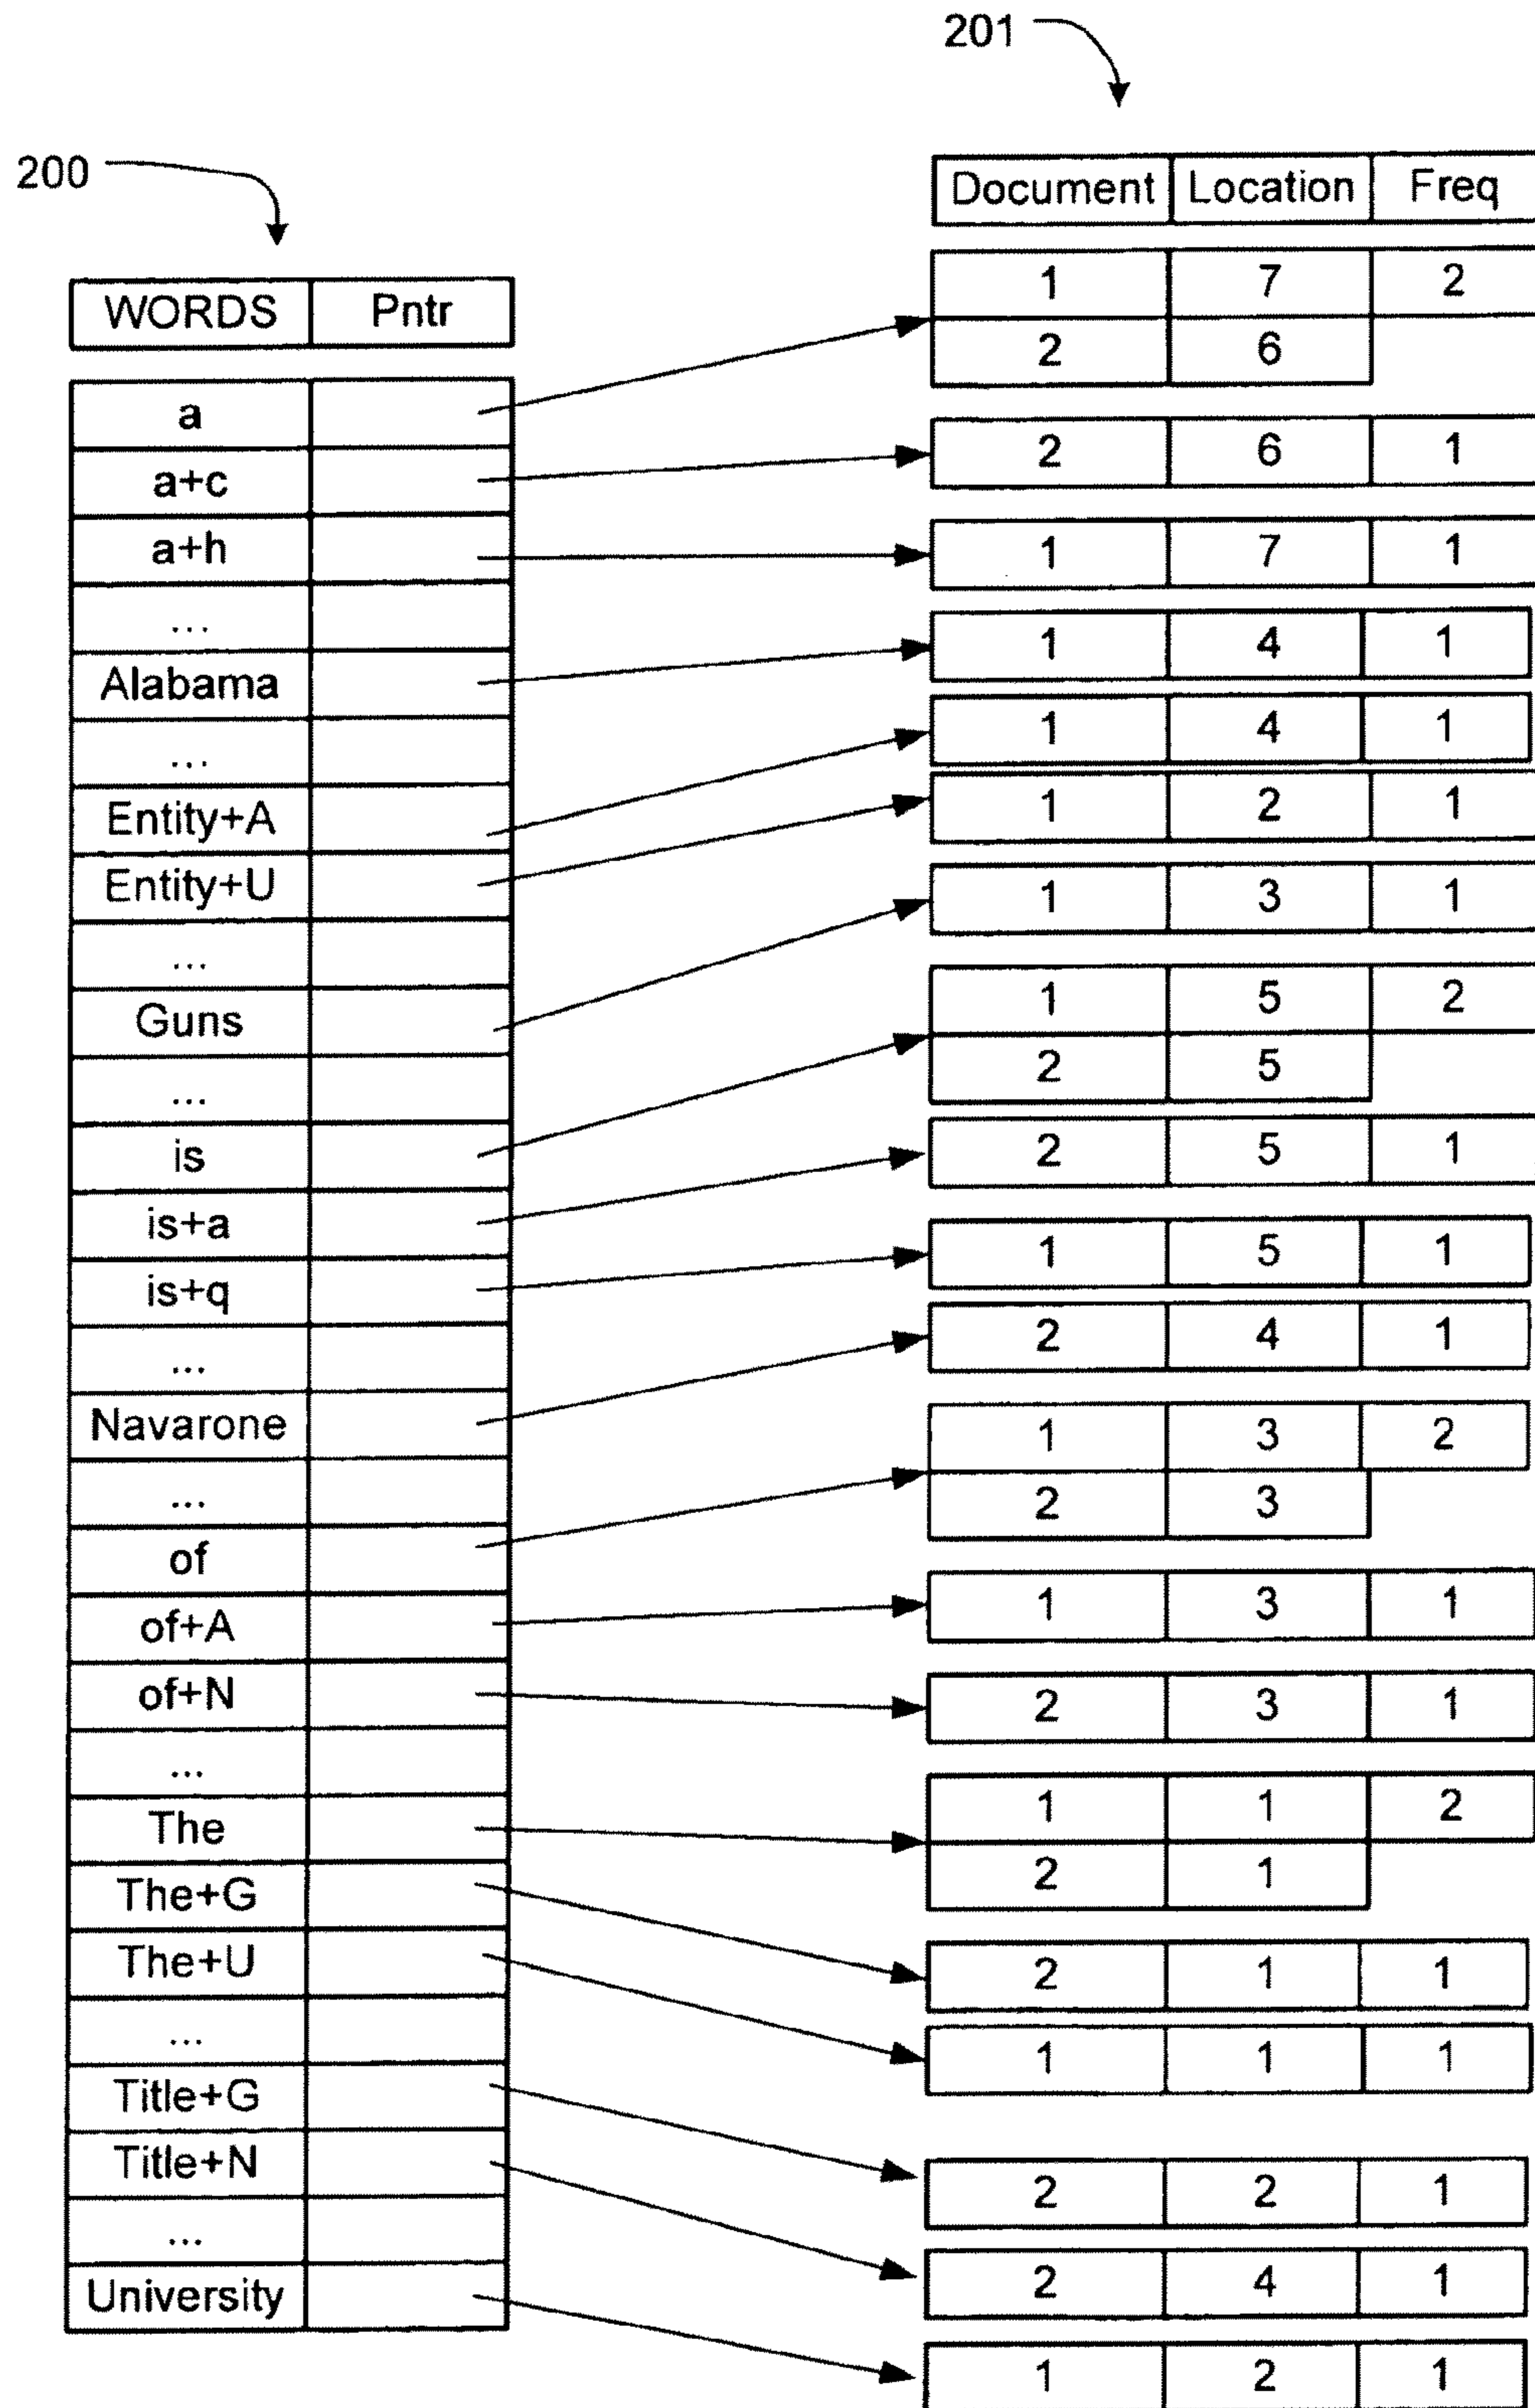 201
200
Document Location Freq
1 7 2
2 6
WORDS Pntr
a
a+c
a+h
...
Alabama
...
Entity+A
Entity+U
...
Guns
...
is
is+a
is+q
...
Navarone
...
of
of+A
of+N
...
The
The+G
The+U
...
Title+G
Title+N
...
University
2 6 1
1 7 1
1 4 1
1 4 1
1 2 1
1 3 1
1 5 2
2 5
2 5 1
1 5 1
2 4 1
1 3 2
2 3
1 3 1
2 3 1
1 1 2
2 1
2 1 1
1 1 1
2 2 1
2 4 1
1 2 1